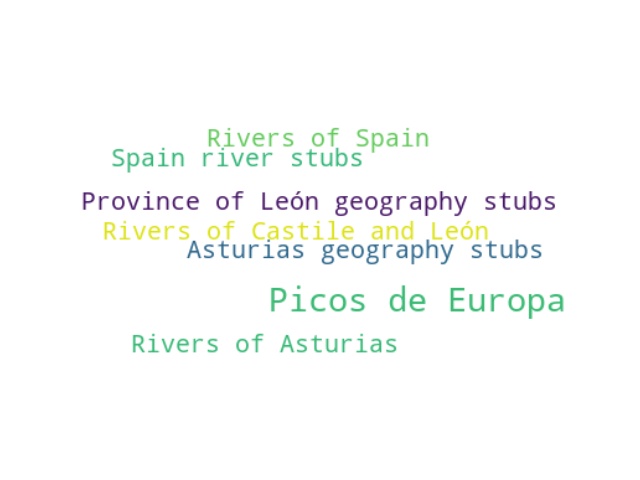 Rivers of Spain
Spain river stubs
Province of León geography stubs
Rivers of Castile and León
Asturias geography stubs
Picos de Europa
Rivers of Asturias